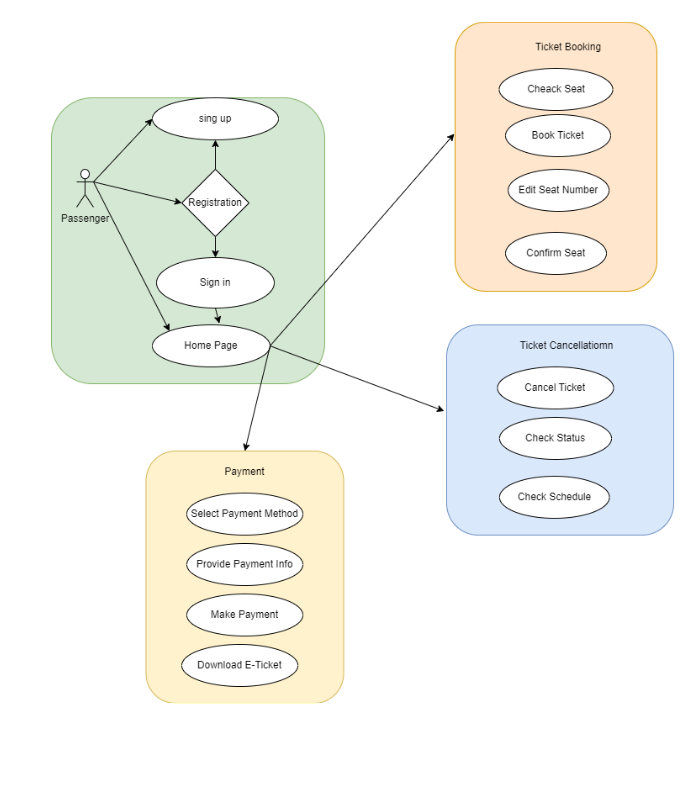 Ticket Booking
Cheack Seat
Book Ticket
Edit Seat Number
Confirm Seat
sing up
Passenger
Registration
Sign in
Home Page
Ticket Cancellatiomn
Cancel Ticket
Check Status
Check Schedule
Payment
Select Payment Method
Provide Payment Info
Make Payment
Download E-Ticket